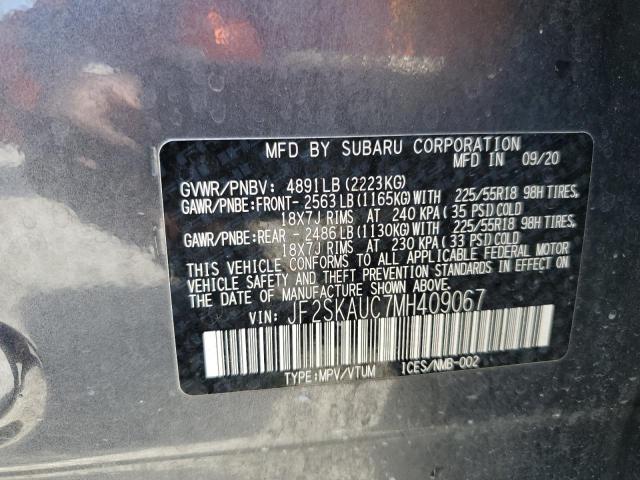 MFD BY SUBARU CORPORATION
MFD IN 09/20
GVWR/PNBV: 4891LB(2223KG)
GAWR/PNBE:FRONT- 2563LB(1165KG)WITH 225/55R18 98H TIRES,
18X7J RIMS AT 240 KPA(35 PSI)COLD
GAWR/PNBE:REAR - 2486LB(1130KG)WITH 225/55R18 98H TIRES,
18X7J RIMS AT 230 KPA(33 PSI)COLD
THIS VEHICLE CONFORMS TO ALL APPLICABLE FEDERAL MOTOR
VEHICLE SAFETY AND THEFT PREVENTION STANDARDS IN EFFECT
ON THE DATE OF MANUFACTURE SHOWN ABOVE.
VIN: JF2SKAUC7MH409067
TYPE:MPV/VTUM ICES/NMB-002